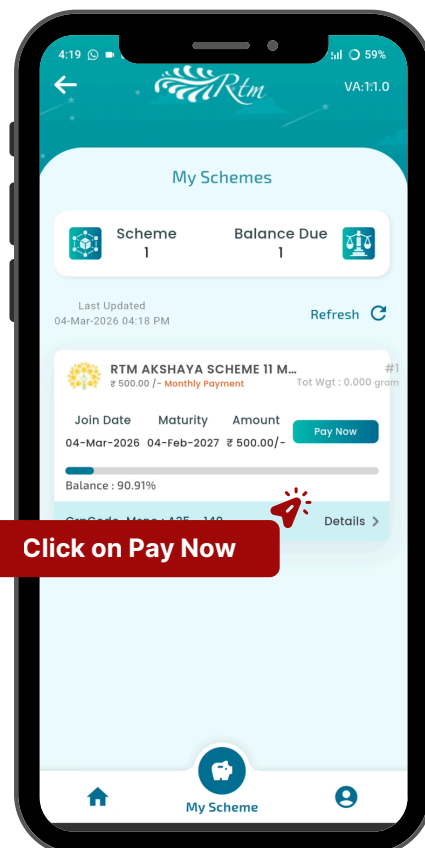 4:19 59%
Rtm
VA:1:1.0
My Schemes
Scheme
1
Balance Due
1
Last Updated
04-Mar-2026 04:18 PM
Refresh
RTM AKSHAYA SCHEME 11 M...
#1
₹ 500.00 /- Monthly Payment
Tot Wgt : 0.000 gram
Join Date Maturity Amount
04-Mar-2026 04-Feb-2027 ₹ 500.00/-
Pay Now
Balance : 90.91%
Details >
Click on Pay Now
My Scheme